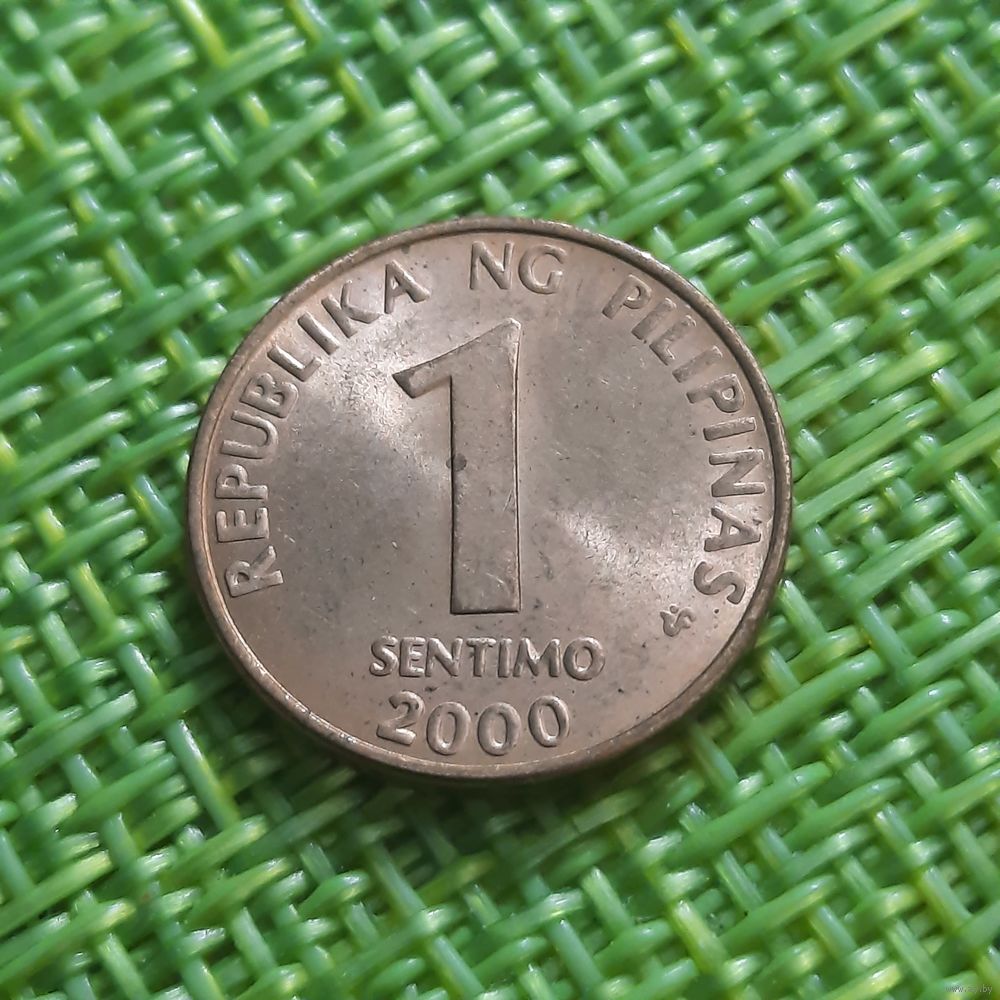 REPUBLIKA NG PILIPINAS
1
SENTIMO
2000